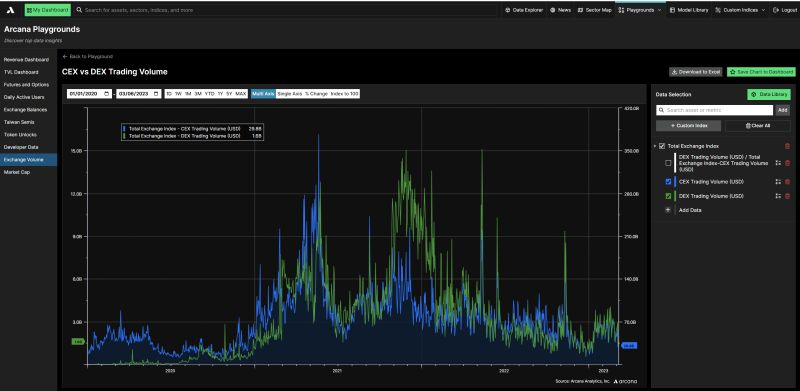 My Dashboard
Search for assets, sectors, indices, and more
Data Explorer
News
Sector Map
Playgrounds
Model Library
Custom Indices
Logout
Arcana Playgrounds
Discover top data insights
Revenue Dashboard
TVL Dashboard
Futures and Options
Daily Active Users
Exchange Balances
Taiwan Semis
Token Unlocks
Developer Data
Exchange Volume
Market Cap
Back to Playground
CEX vs DEX Trading Volume
Download to Excel
Save Chart to Dashboard
01/01/2020
03/06/2023
1D 1W 1M 3M YTD 1Y 5Y MAX
Multi Axis Single Axis % Change Index to 100
Total Exchange Index - CEX Trading Volume (USD) 29.8B
Total Exchange Index - DEX Trading Volume (USD) 1.6B
15.0B
12.0B
9.0B
6.0B
3.0B
420.0B
350.0B
280.0B
210.0B
140.0B
70.0B
2020
2021
2022
2023
Source: Arcana Analytics, Inc.
arcana
Data Selection
Data Library
Search asset or metric
Add
+ Custom Index
Clear All
Total Exchange Index
DEX Trading Volume (USD) / Total
Exchange Index-CEX Trading Volume
(USD)
CEX Trading Volume (USD)
DEX Trading Volume (USD)
Add Data